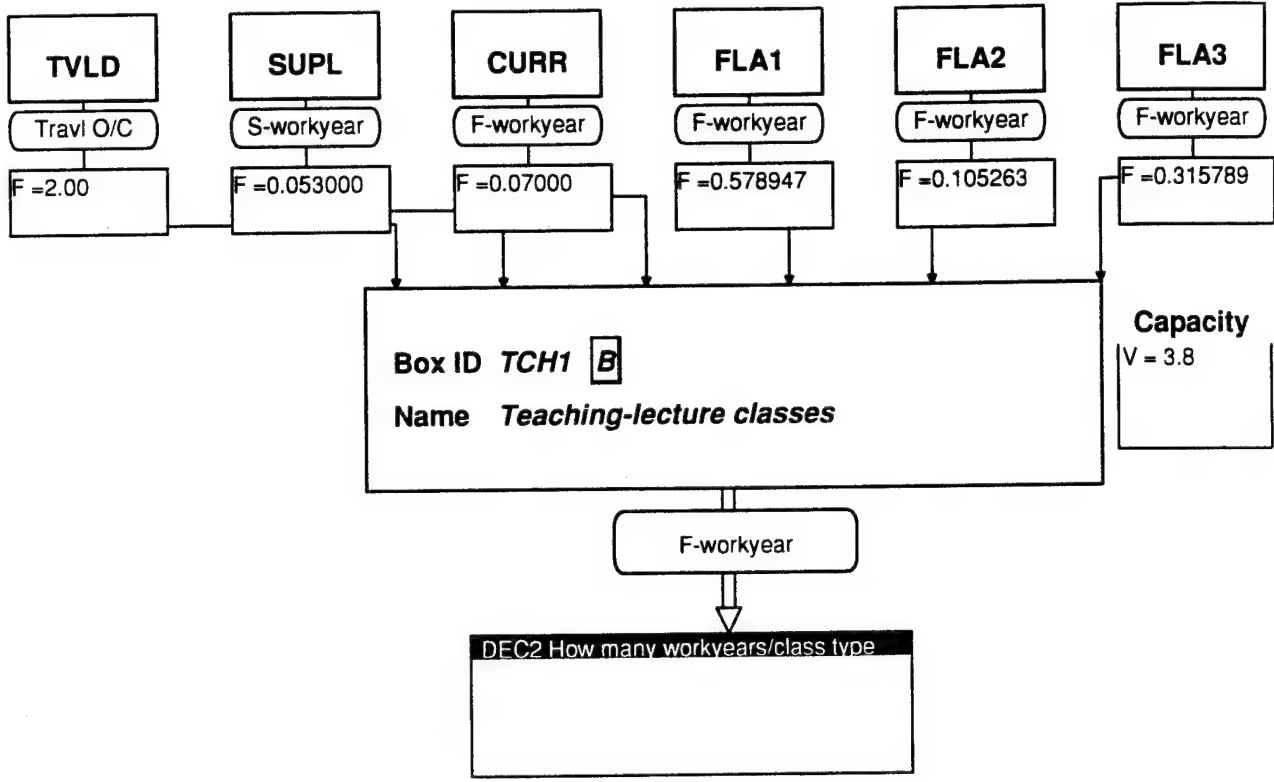 TVLD SUPL CURR FLA1 FLA2 FLA3
Travl O/C S-workyear F-workyear F-workyear F-workyear F-workyear
F =2.00 F =0.053000 F =0.07000 F =0.578947 F =0.105263 F =0.315789
Capacity
V = 3.8
Box ID TCH1 B
Name Teaching-lecture classes
F-workyear
DEC2 How many workyears/class type